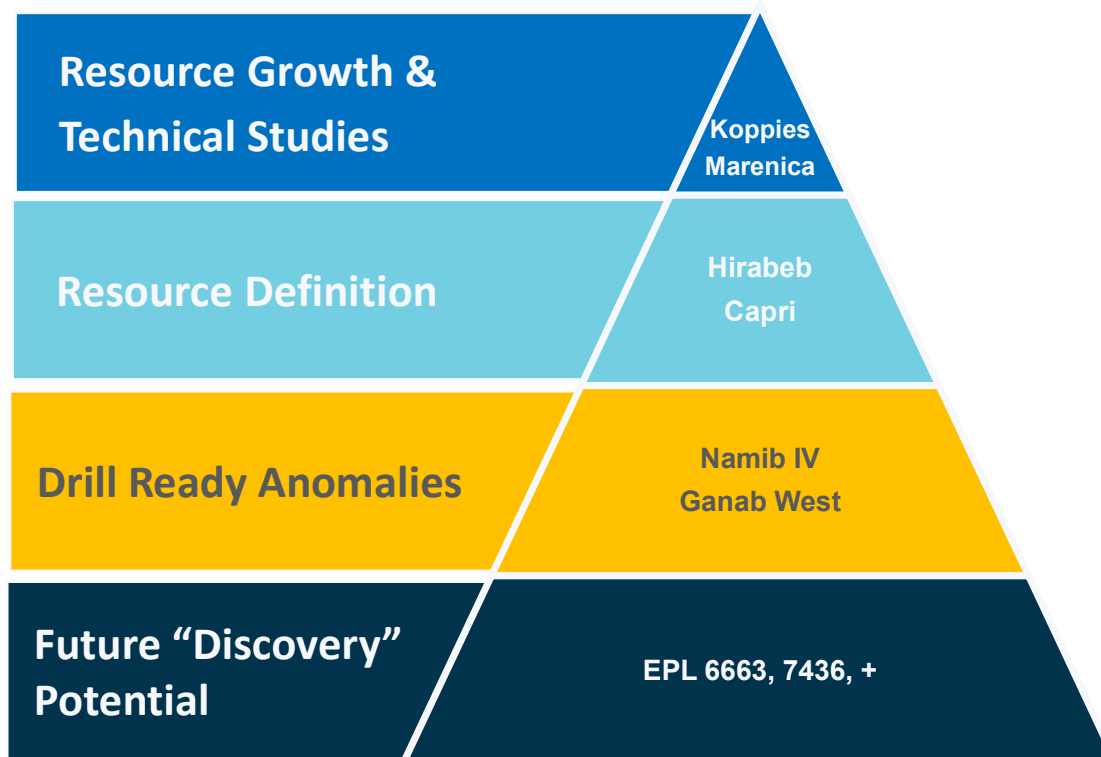 Resource Growth &
Technical Studies
Koppies
Marenica
Resource Definition
Hirabeb
Capri
Drill Ready Anomalies
Namib IV
Ganab West
Future “Discovery”
Potential
EPL 6663, 7436, +